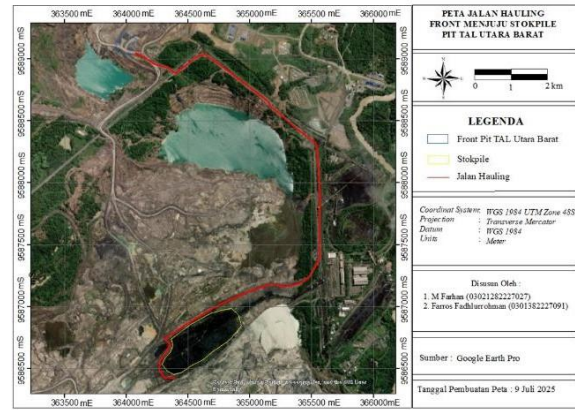 PETA JALAN HAULING
FRONT MENJUJU STOKPILE
PIT TAL UTARA BARAT
0 1 2 km
LEGENDA
Front Pit TAL Utara Barat
Stokpile
Jalan Hauling
Coordinat System: WGS 1984 UTM Zone 48S
Projection : Transverse Mercator
Datum : WGS 1984
Units : Meter
Disusun Oleh :
1. M Farhan (03021282227027)
2. Farros Fadhlurrohman (0301382227091)
Sumber : Google Earth Pro
Tanggal Pembuatan Peta : 9 Juli 2025
363500 mE 364000 mE 364500 mE 365000 mE 365500 mE 366000 mE
9589000 mS
9588500 mS
9588000 mS
9587500 mS
9587000 mS
9586500 mS
363500 mE 364000 mE 364500 mE 365000 mE 365500 mE 366000 mE